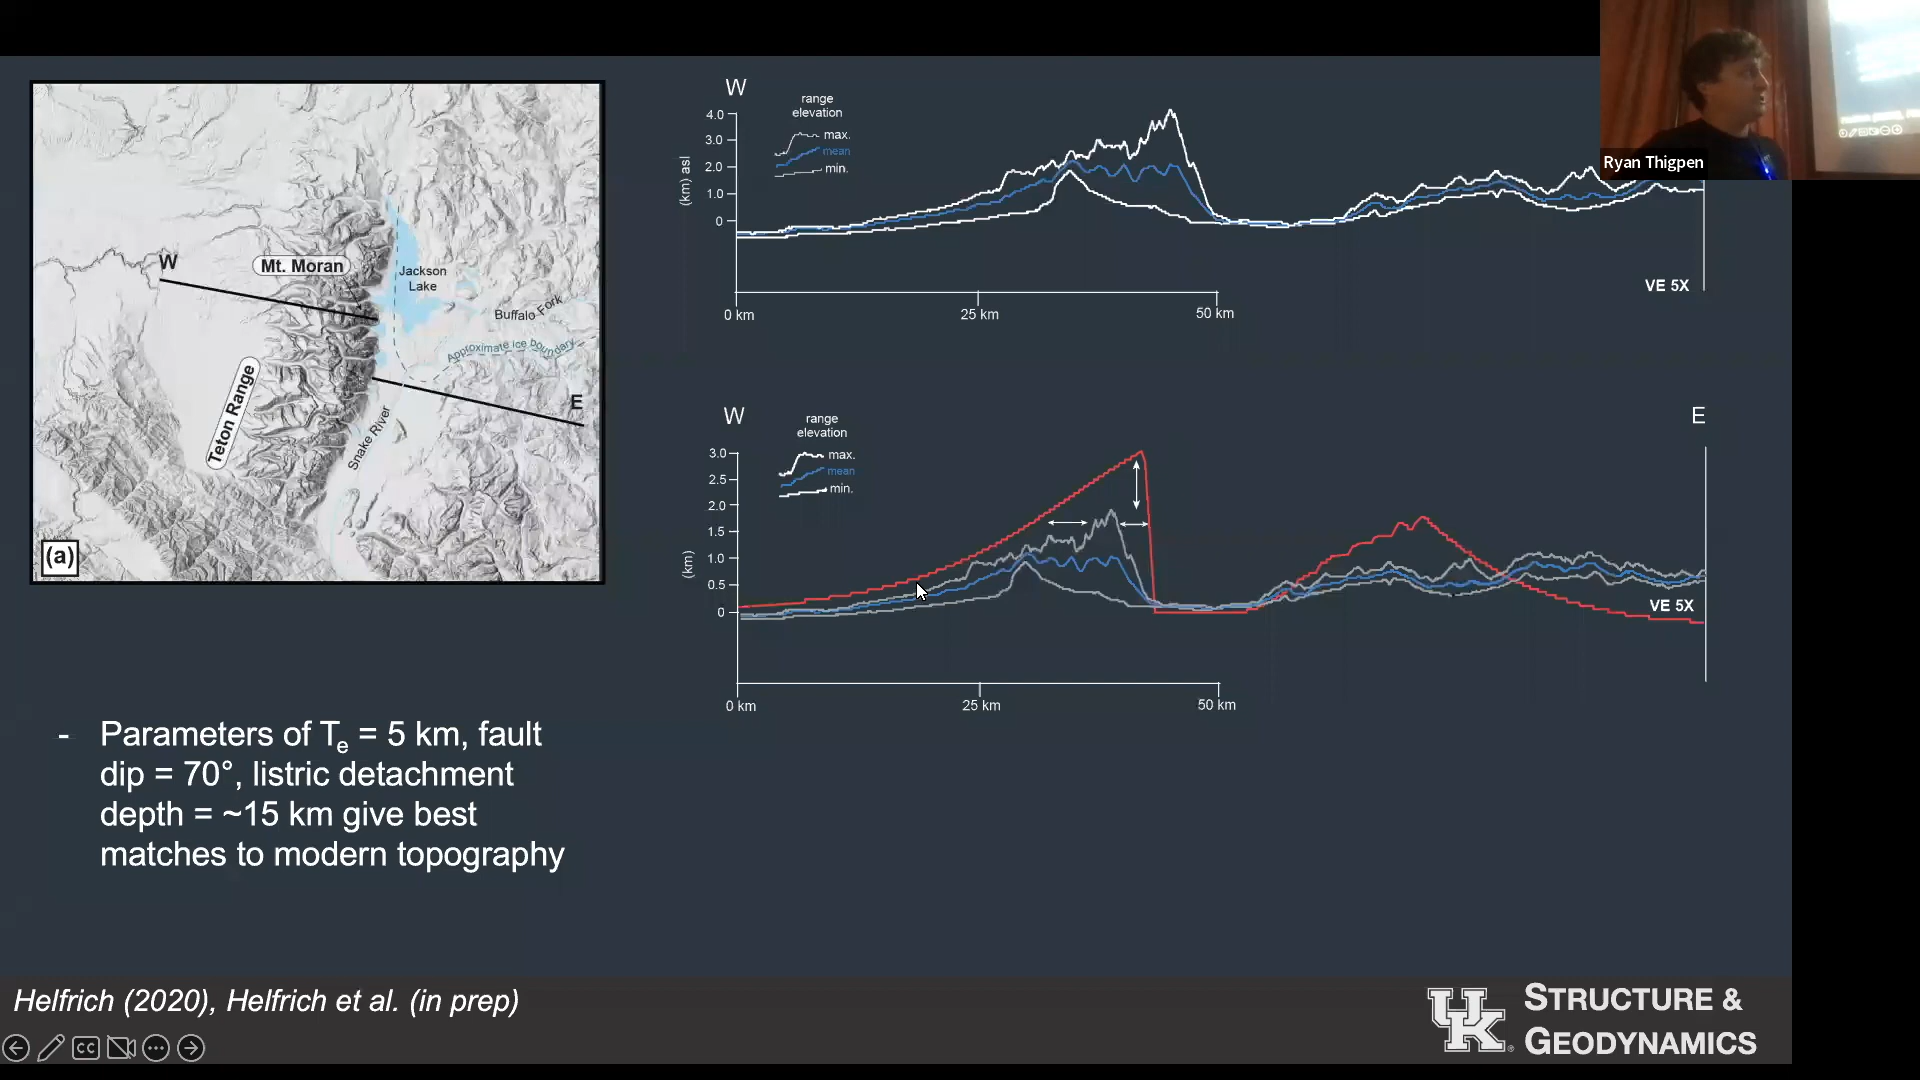 Ryan Thigpen
W
Mt. Moran
Jackson
Lake
Buffalo Fork
Approximate ice boundary
Teton Range
Snake River
E
(a)
W
range
elevation
max.
mean
min.
(km) asl
4.0
3.0
2.0
1.0
0
VE 5X
0 km
25 km
50 km
W
E
range
elevation
max.
mean
min.
(km)
3.0
2.5
2.0
1.5
1.0
0.5
0
VE 5X
0 km
25 km
50 km
- Parameters of Te = 5 km, fault
dip = 70°, listric detachment
depth = ~15 km give best
matches to modern topography
Helfrich (2020), Helfrich et al. (in prep)
CC
UK
STRUCTURE &
GEODYNAMICS